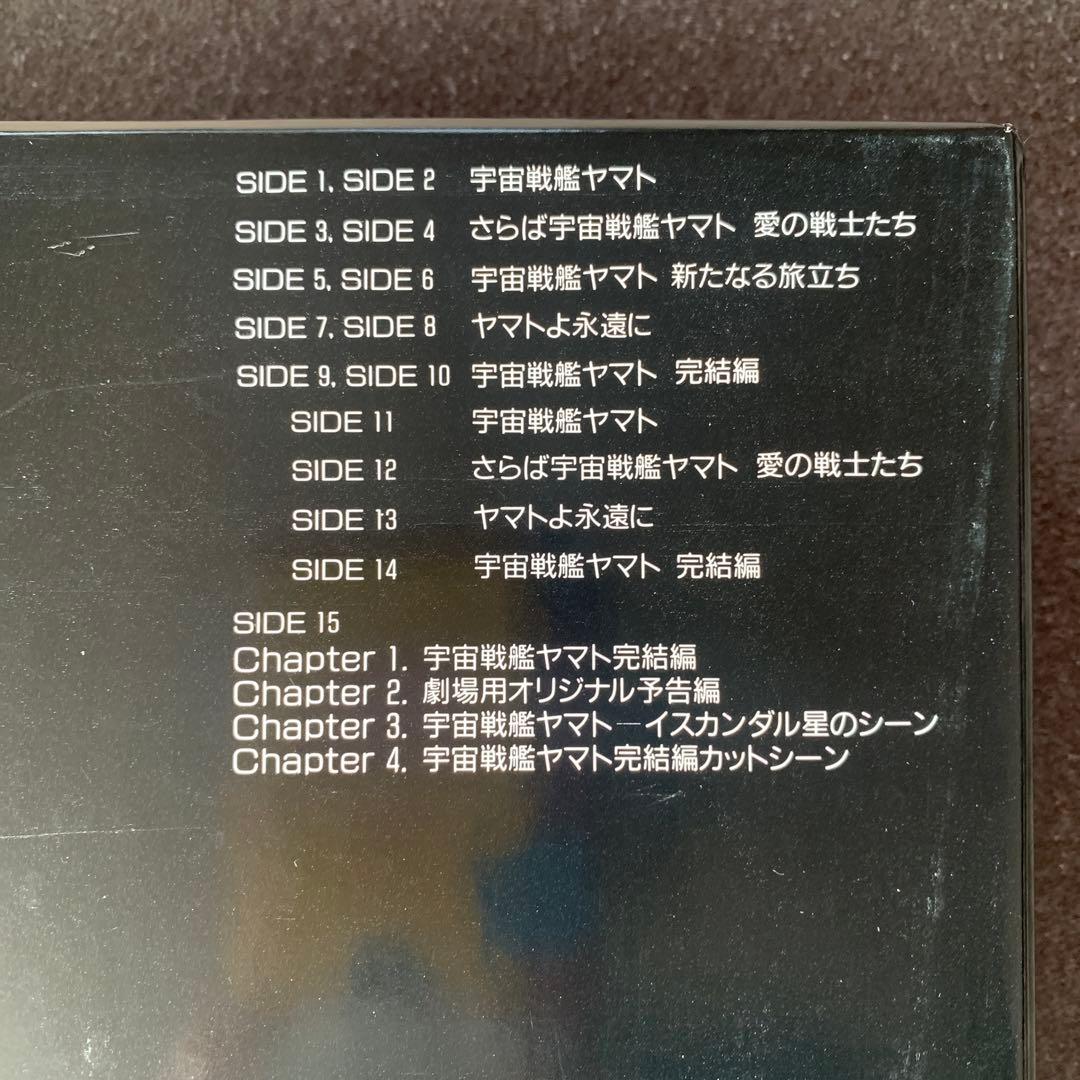 SIDE 1, SIDE 2 宇宙戦艦ヤマト
SIDE 3, SIDE 4 さらば宇宙戦艦ヤマト 愛の戦士たち
SIDE 5, SIDE 6 宇宙戦艦ヤマト 新たなる旅立ち
SIDE 7, SIDE 8 ヤマトよ永遠に
SIDE 9, SIDE 10 宇宙戦艦ヤマト 完結編
SIDE 11 宇宙戦艦ヤマト
SIDE 12 さらば宇宙戦艦ヤマト 愛の戦士たち
SIDE 13 ヤマトよ永遠に
SIDE 14 宇宙戦艦ヤマト 完結編
SIDE 15
Chapter 1. 宇宙戦艦ヤマト完結編
Chapter 2. 劇場用オリジナル予告編
Chapter 3. 宇宙戦艦ヤマト―イスカンダル星のシーン
Chapter 4. 宇宙戦艦ヤマト完結編カットシーン